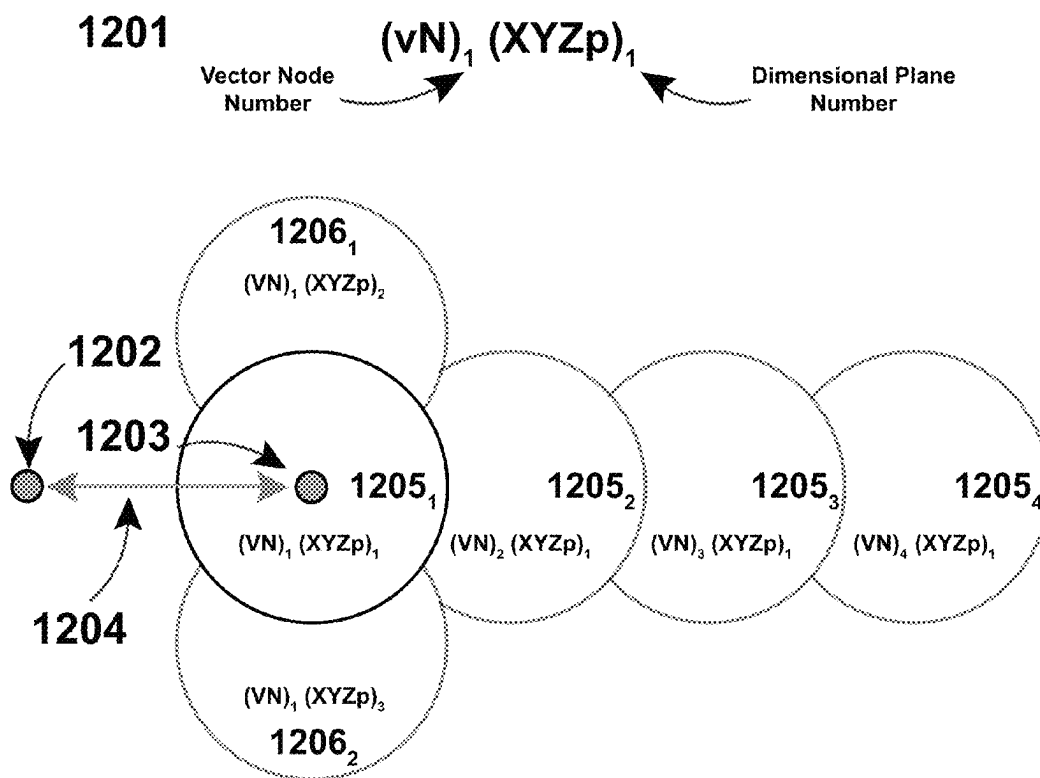 1201 (vN)₁ (XYZp)₁
Vector Node
Number
Dimensional Plane
Number
1206₁
(VN)₁ (XYZp)₂
1202
1203
1205₁ 1205₂ 1205₃ 1205₄
(VN)₁ (XYZp)₁ (VN)₂ (XYZp)₁ (VN)₃ (XYZp)₁ (VN)₄ (XYZp)₁
1204
(VN)₁ (XYZp)₃
1206₂